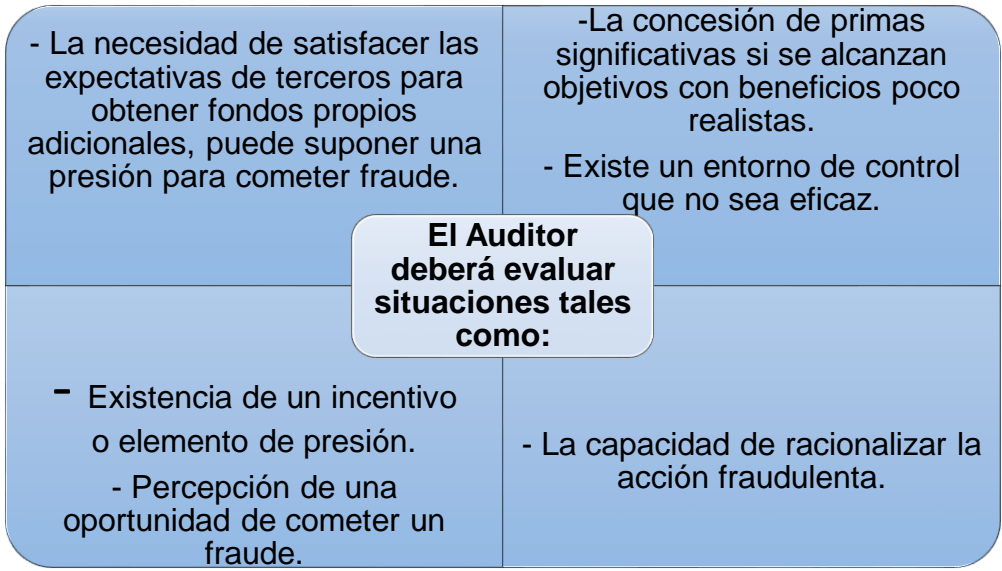 - La necesidad de satisfacer las
expectativas de terceros para
obtener fondos propios
adicionales, puede suponer una
presión para cometer fraude.
-La concesión de primas
significativas si se alcanzan
objetivos con beneficios poco
realistas.
- Existe un entorno de control
que no sea eficaz.
El Auditor
deberá evaluar
situaciones tales
como:
- Existencia de un incentivo
o elemento de presión.
- Percepción de una
oportunidad de cometer un
fraude.
- La capacidad de racionalizar la
acción fraudulenta.